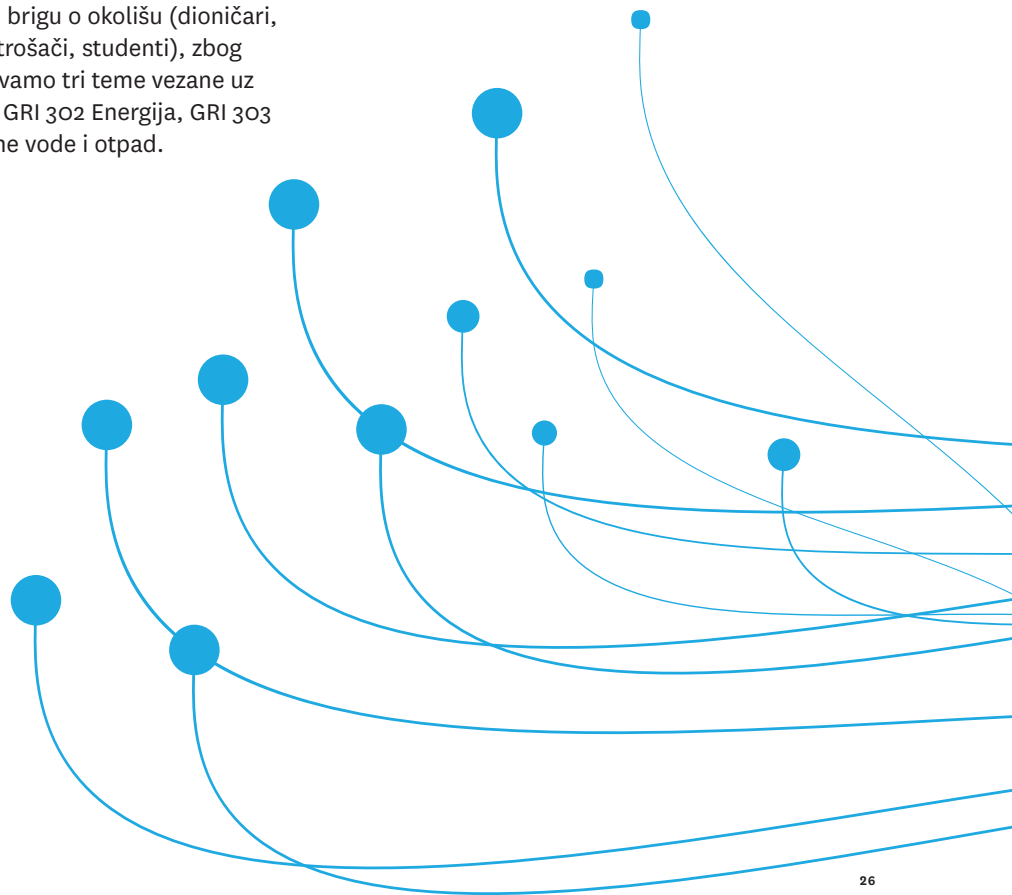 brigu o okolišu (dioničari,
trošači, studenti), zbog
vamo tri teme vezane uz
GRI 302 Energija, GRI 303
ne vode i otpad.
26